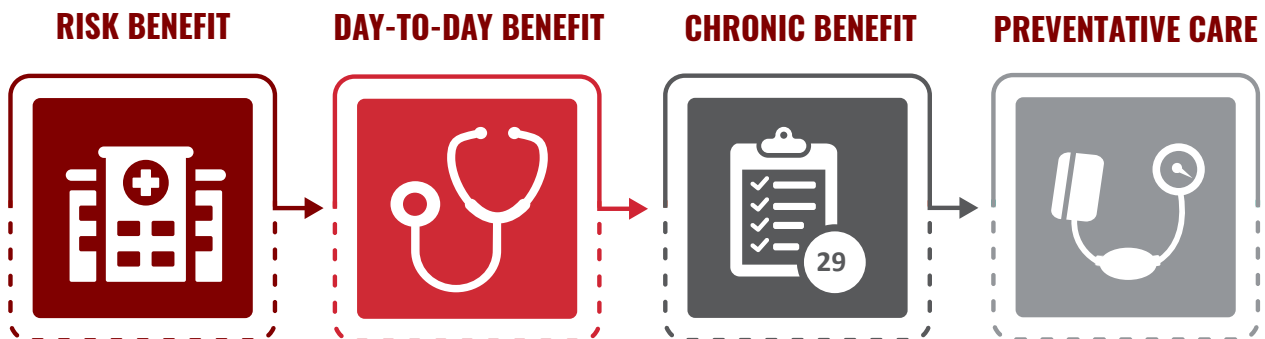 RISK BENEFIT
DAY-TO-DAY BENEFIT
CHRONIC BENEFIT
PREVENTATIVE CARE
29